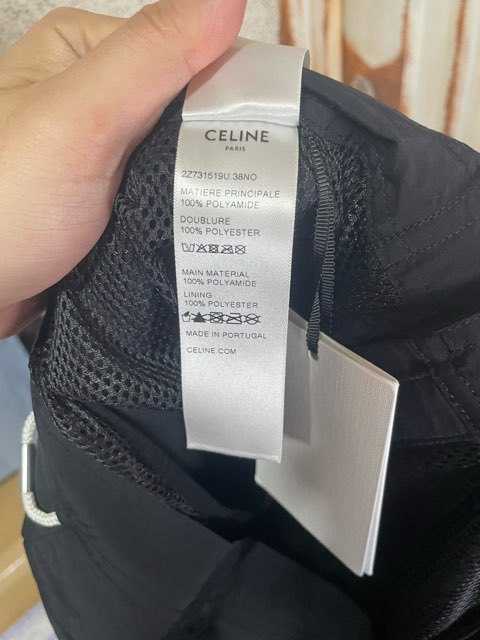 CELINE
PARIS
2Z731519U.38NO
MATIERE PRINCIPALE
100% POLYAMIDE
DOUBLURE
100% POLYESTER
MAIN MATERIAL
100% POLYAMIDE
LINING
100% POLYESTER
MADE IN PORTUGAL
CELINE.COM